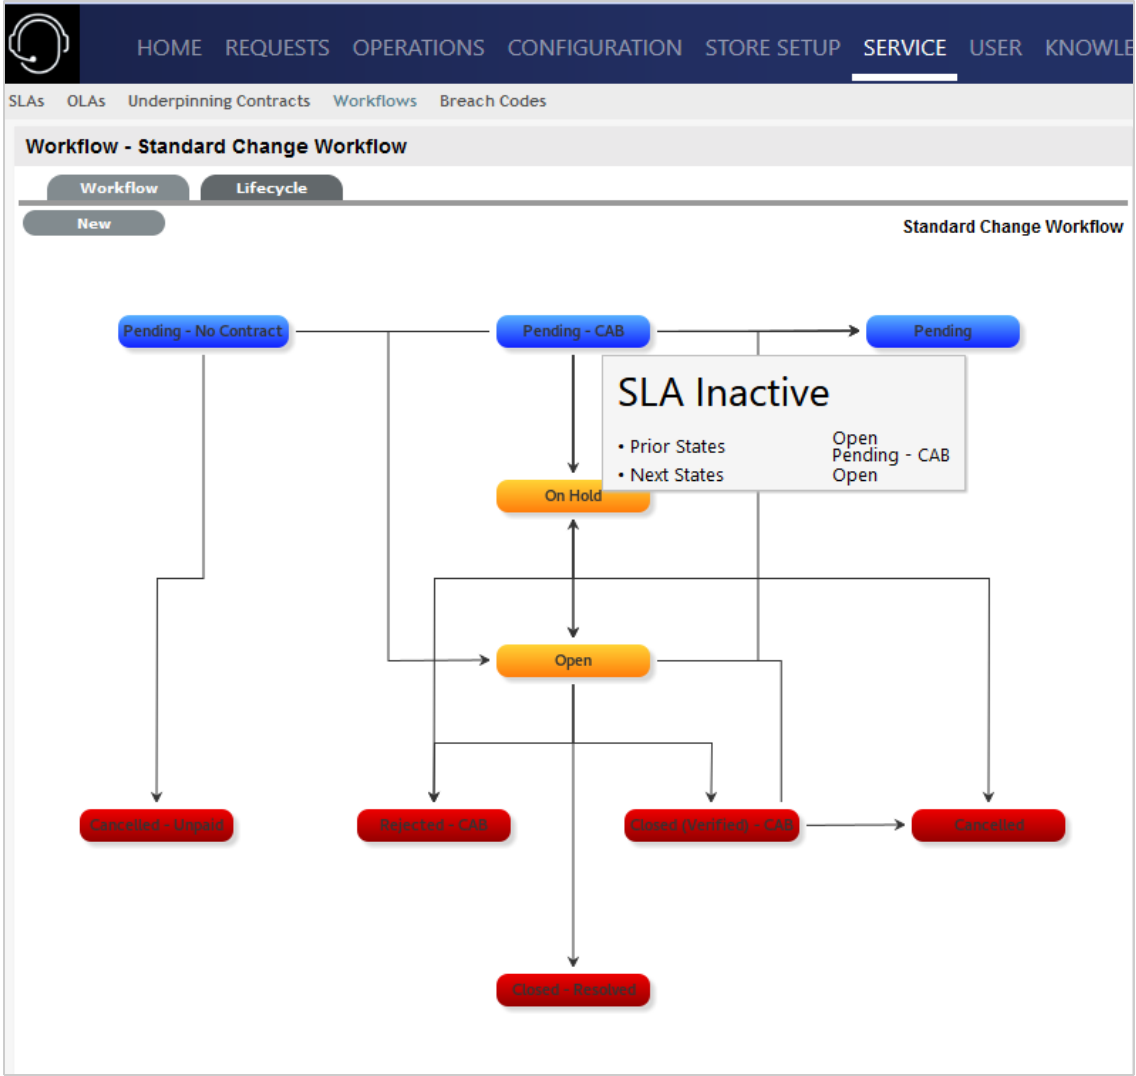 HOME REQUESTS OPERATIONS CONFIGURATION STORE SETUP SERVICE USER KNOWLE
SLAs OLAs Underpinning Contracts Workflows Breach Codes
Workflow - Standard Change Workflow
Workflow Lifecycle
New
Standard Change Workflow
Pending - No Contract
Pending - CAB
Pending
SLA Inactive
• Prior States
Open
Pending - CAB
• Next States
Open
On Hold
Open
Cancelled - Unpaid
Rejected - CAB
Closed (Verified) - CAB
Cancelled
Closed - Resolved